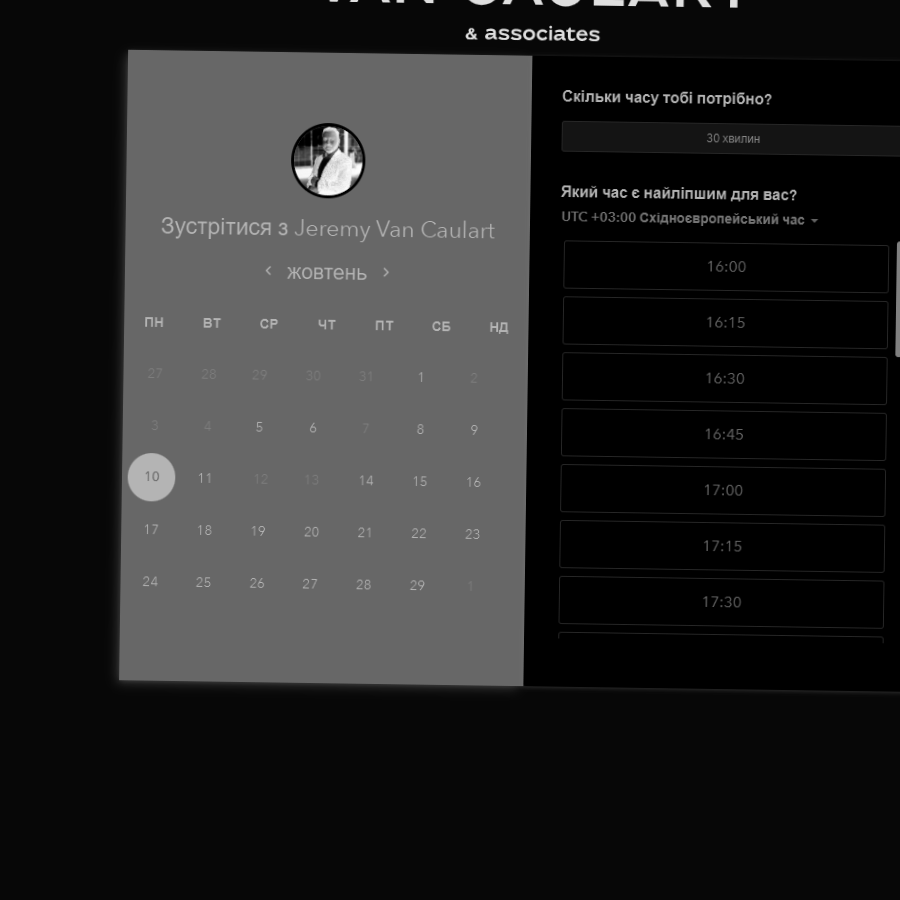 VAN CAULART
& associates
Зустрітися з Jeremy Van Caulart
жовтень
ПН ВТ СР ЧТ ПТ СБ НД
27 28 29 30 31 1 2
3 4 5 6 7 8 9
10 11 12 13 14 15 16
17 18 19 20 21 22 23
24 25 26 27 28 29 1
Скільки часу тобі потрібно?
30 хвилин
Який час є найліпшим для вас?
UTC +03:00 Східноєвропейський час
16:00
16:15
16:30
16:45
17:00
17:15
17:30